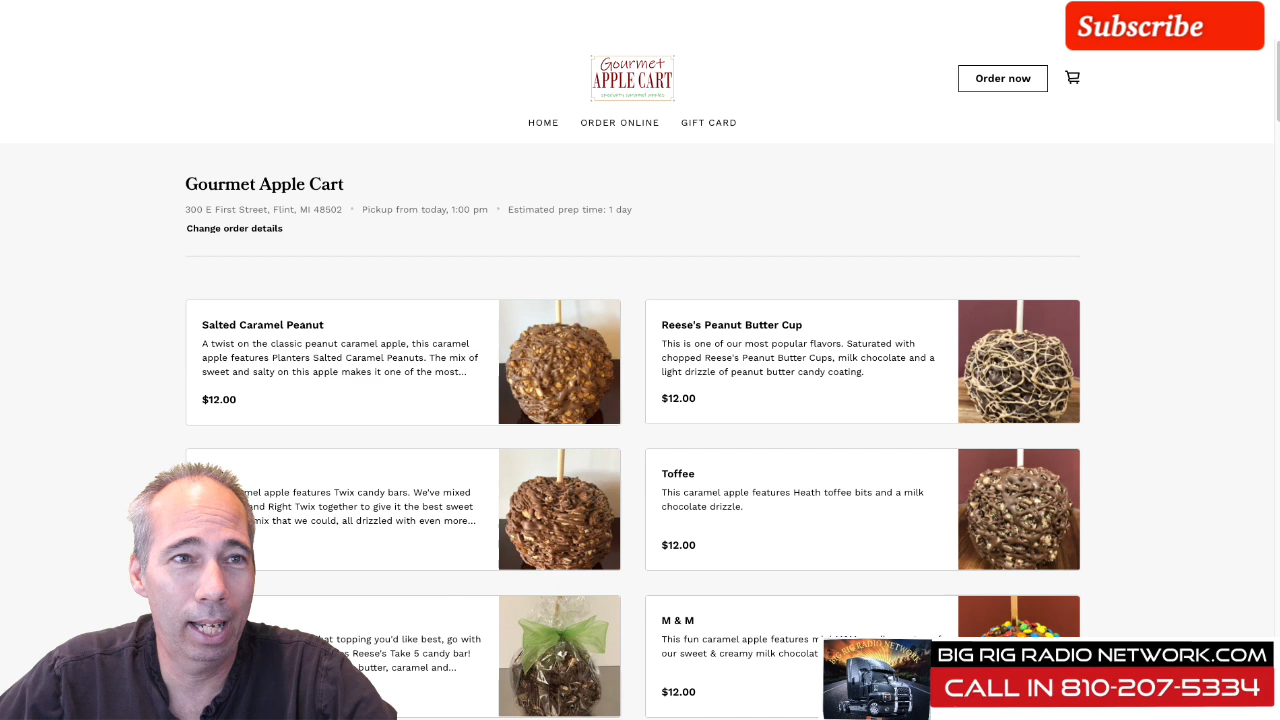 Subscribe
Gourmet
APPLE CART
specialty caramel apples
Order now
HOME ORDER ONLINE GIFT CARD
Gourmet Apple Cart
300 E First Street, Flint, MI 48502 • Pickup from today, 1:00 pm • Estimated prep time: 1 day
Change order details
Salted Caramel Peanut
A twist on the classic peanut caramel apple, this caramel
apple features Planters Salted Caramel Peanuts. The mix of
sweet and salty on this apple makes it one of the most...
$12.00
Reese's Peanut Butter Cup
This is one of our most popular flavors. Saturated with
chopped Reese's Peanut Butter Cups, milk chocolate and a
light drizzle of peanut butter candy coating.
$12.00
apple features Twix candy bars. We've mixed
and Right Twix together to give it the best sweet
mix that we could, all drizzled with even more...
Toffee
This caramel apple features Heath toffee bits and a milk
chocolate drizzle.
$12.00
topping you'd like best, go with
Reese's Take 5 candy bar!
butter, caramel and...
M & M
This fun caramel apple features
our sweet & creamy milk
$12.00
BIG RIG RADIO NETWORK
BIG RIG RADIO NETWORK.COM
CALL IN 810-207-5334